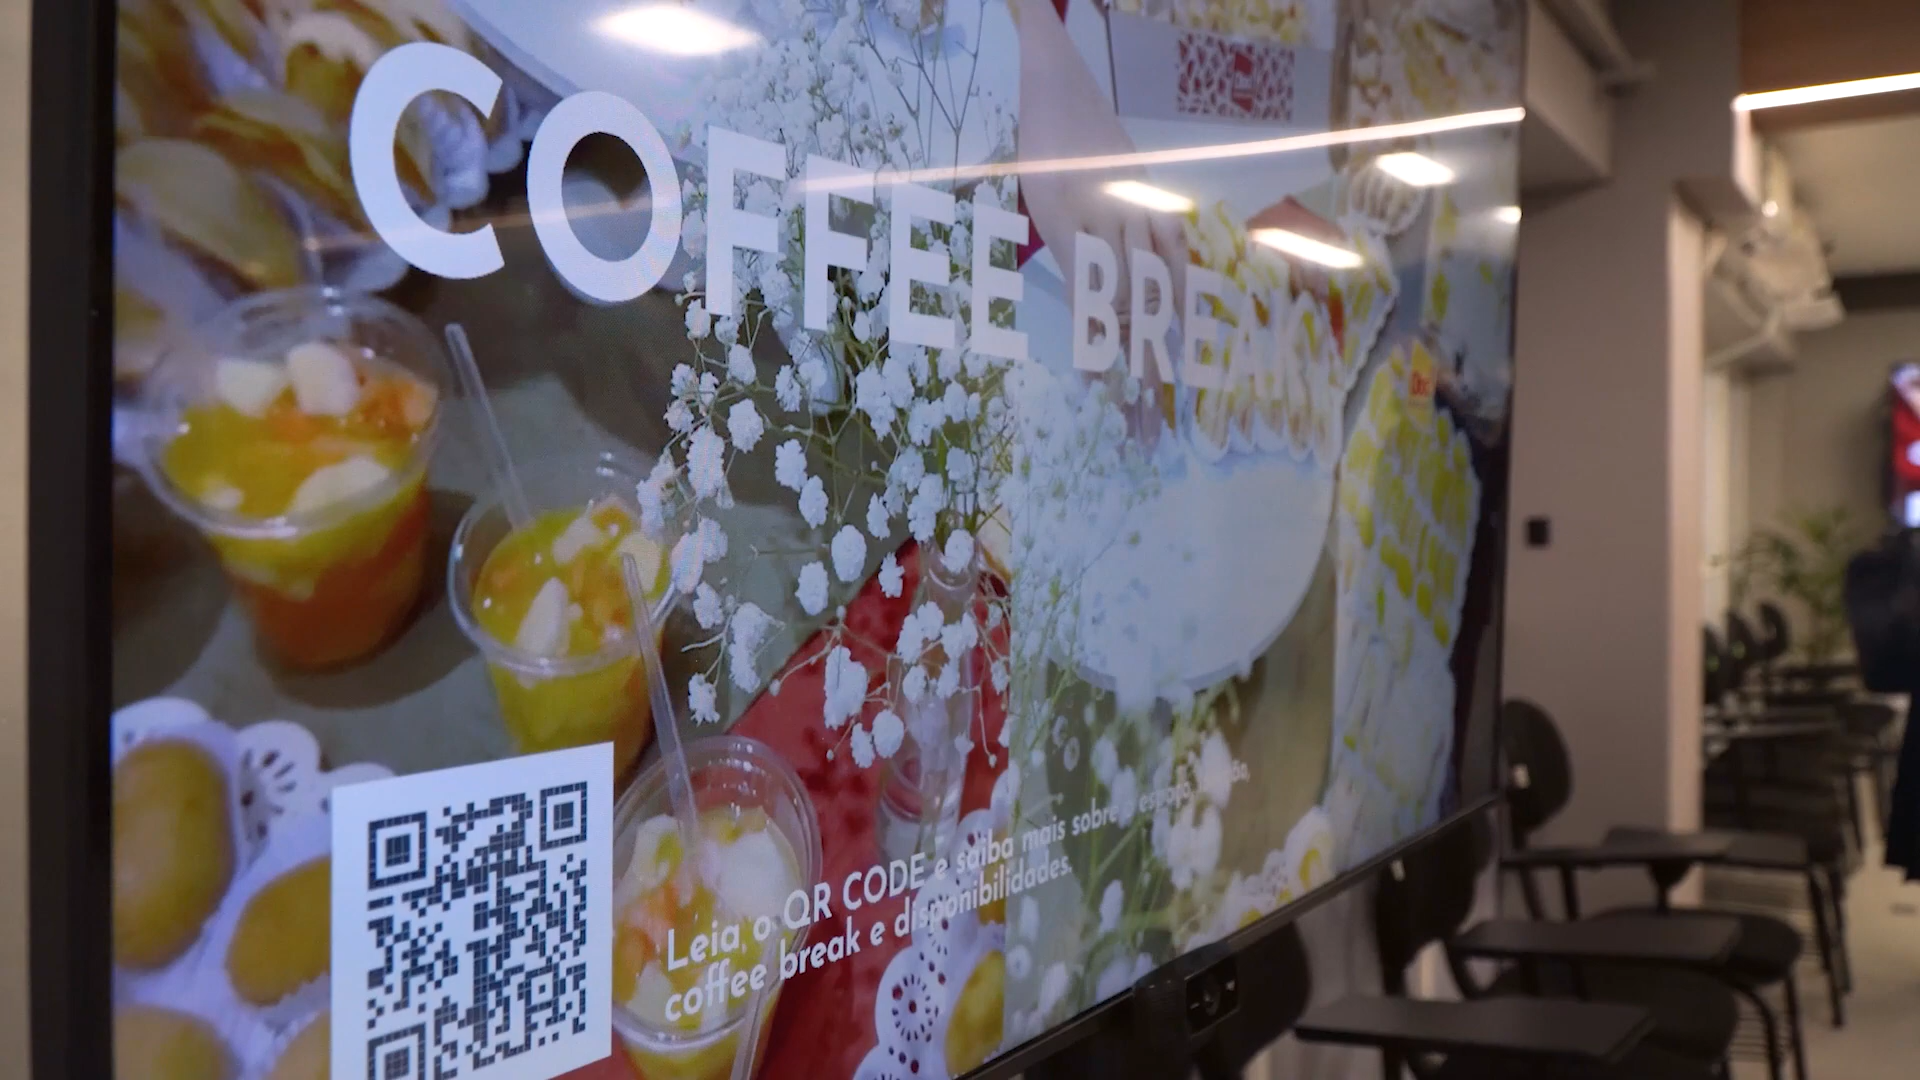 COFFEE BREAK
Leia o QR CODE e saiba mais sobre o espaço,
coffee break e disponibilidades.